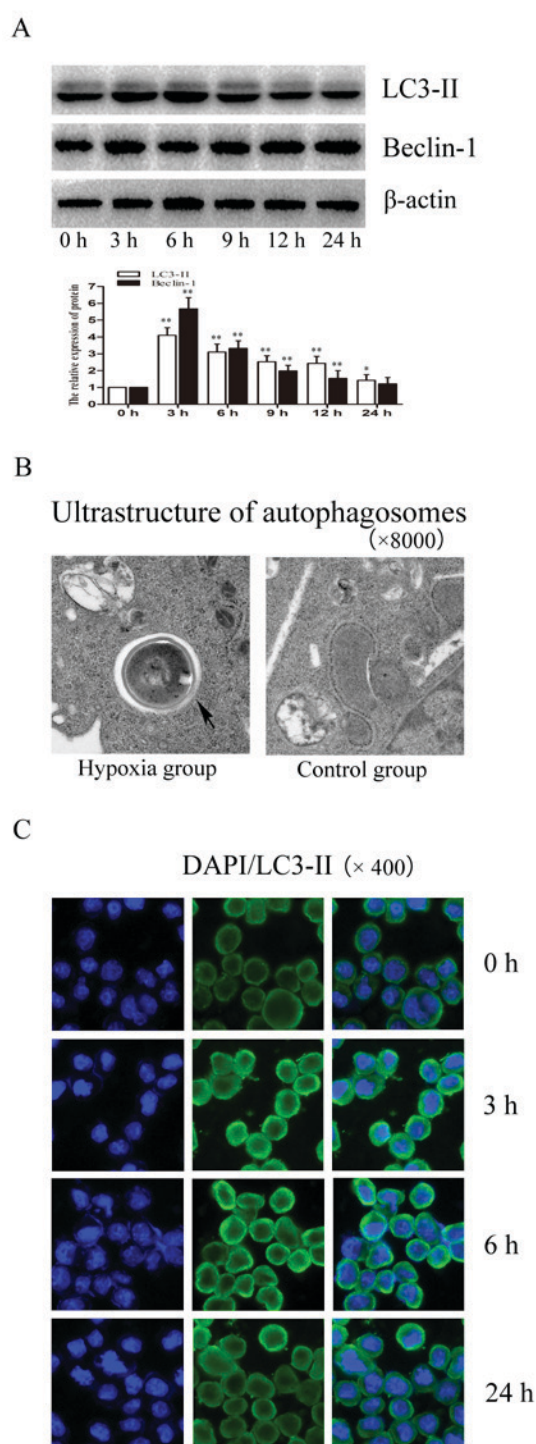 A
LC3-II
Beclin-1
β-actin
0 h 3 h 6 h 9 h 12 h 24 h
LC3-II
Beclin-1
The relative expression of protein
7
6
5
4
3
2
1
0
** ** ** ** ** ** ** ** *
0 h 3 h 6 h 9 h 12 h 24 h
B
Ultrastructure of autophagosomes
(×8000)
Hypoxia group Control group
C
DAPI/LC3-II (× 400)
0 h
3 h
6 h
24 h